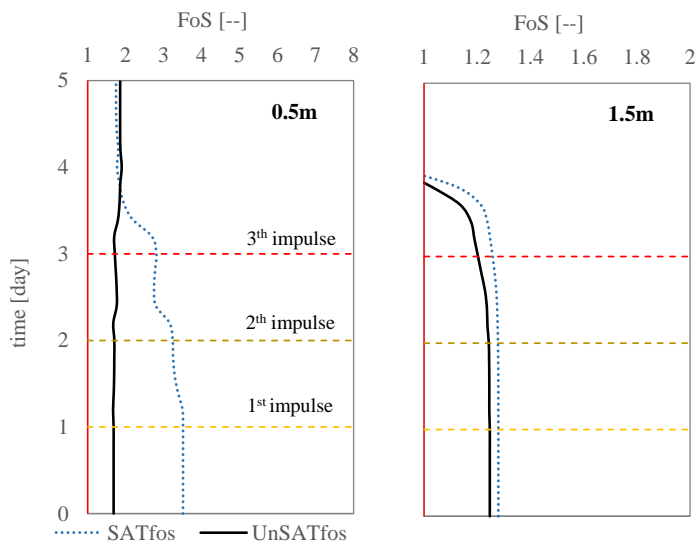 FoS [--]
1 2 3 4 5 6 7 8
5
0.5m
4
3th impulse
3
2th impulse
2
1st impulse
1
0
time [day]
SATfos UnSATfos
FoS [--]
1 1.2 1.4 1.6 1.8 2
1.5m